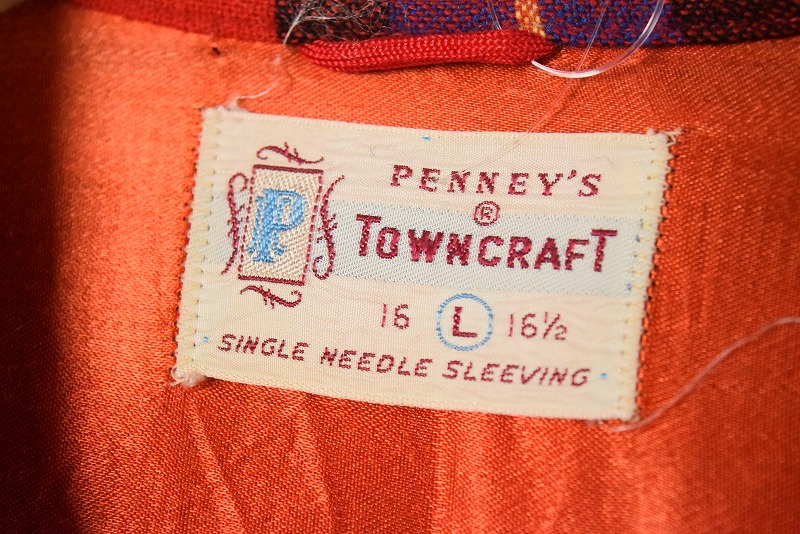 P
PENNEY'S
®
TOWNCRAFT
16 L 16½
SINGLE NEEDLE SLEEVING